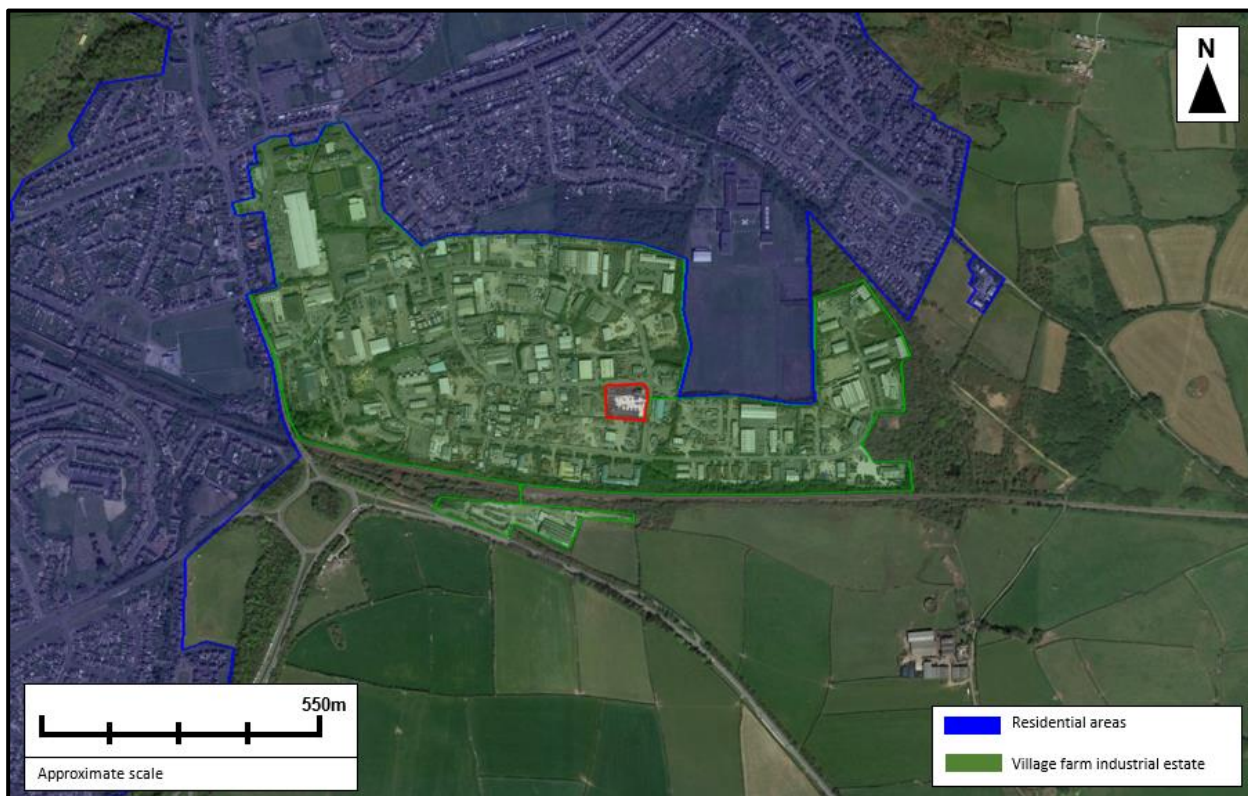 N
550m
Approximate scale
Residential areas
Village farm industrial estate